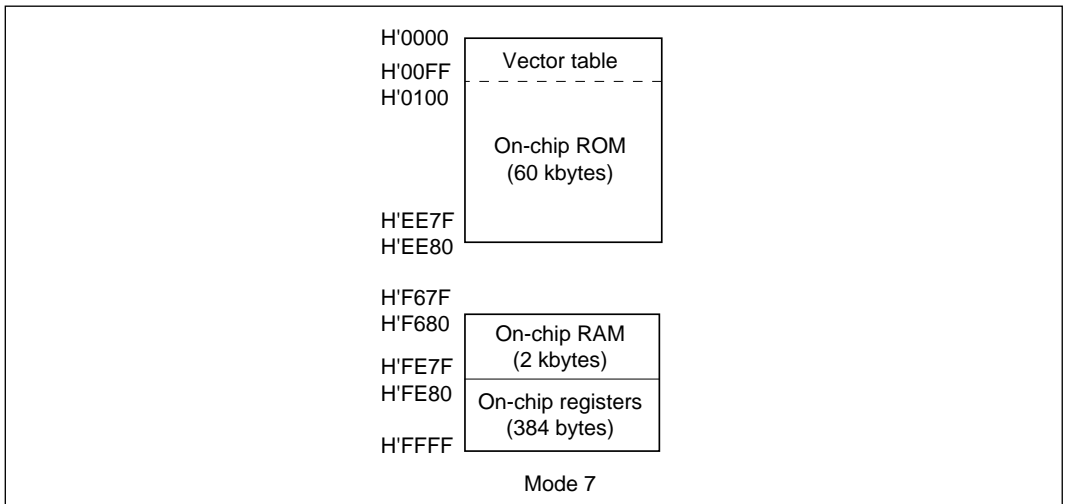 H'0000
Vector table
H'00FF
H'0100
On-chip ROM
(60 kbytes)
H'EE7F
H'EE80
H'F67F
H'F680
On-chip RAM
(2 kbytes)
H'FE7F
H'FE80
On-chip registers
(384 bytes)
H'FFFF
Mode 7